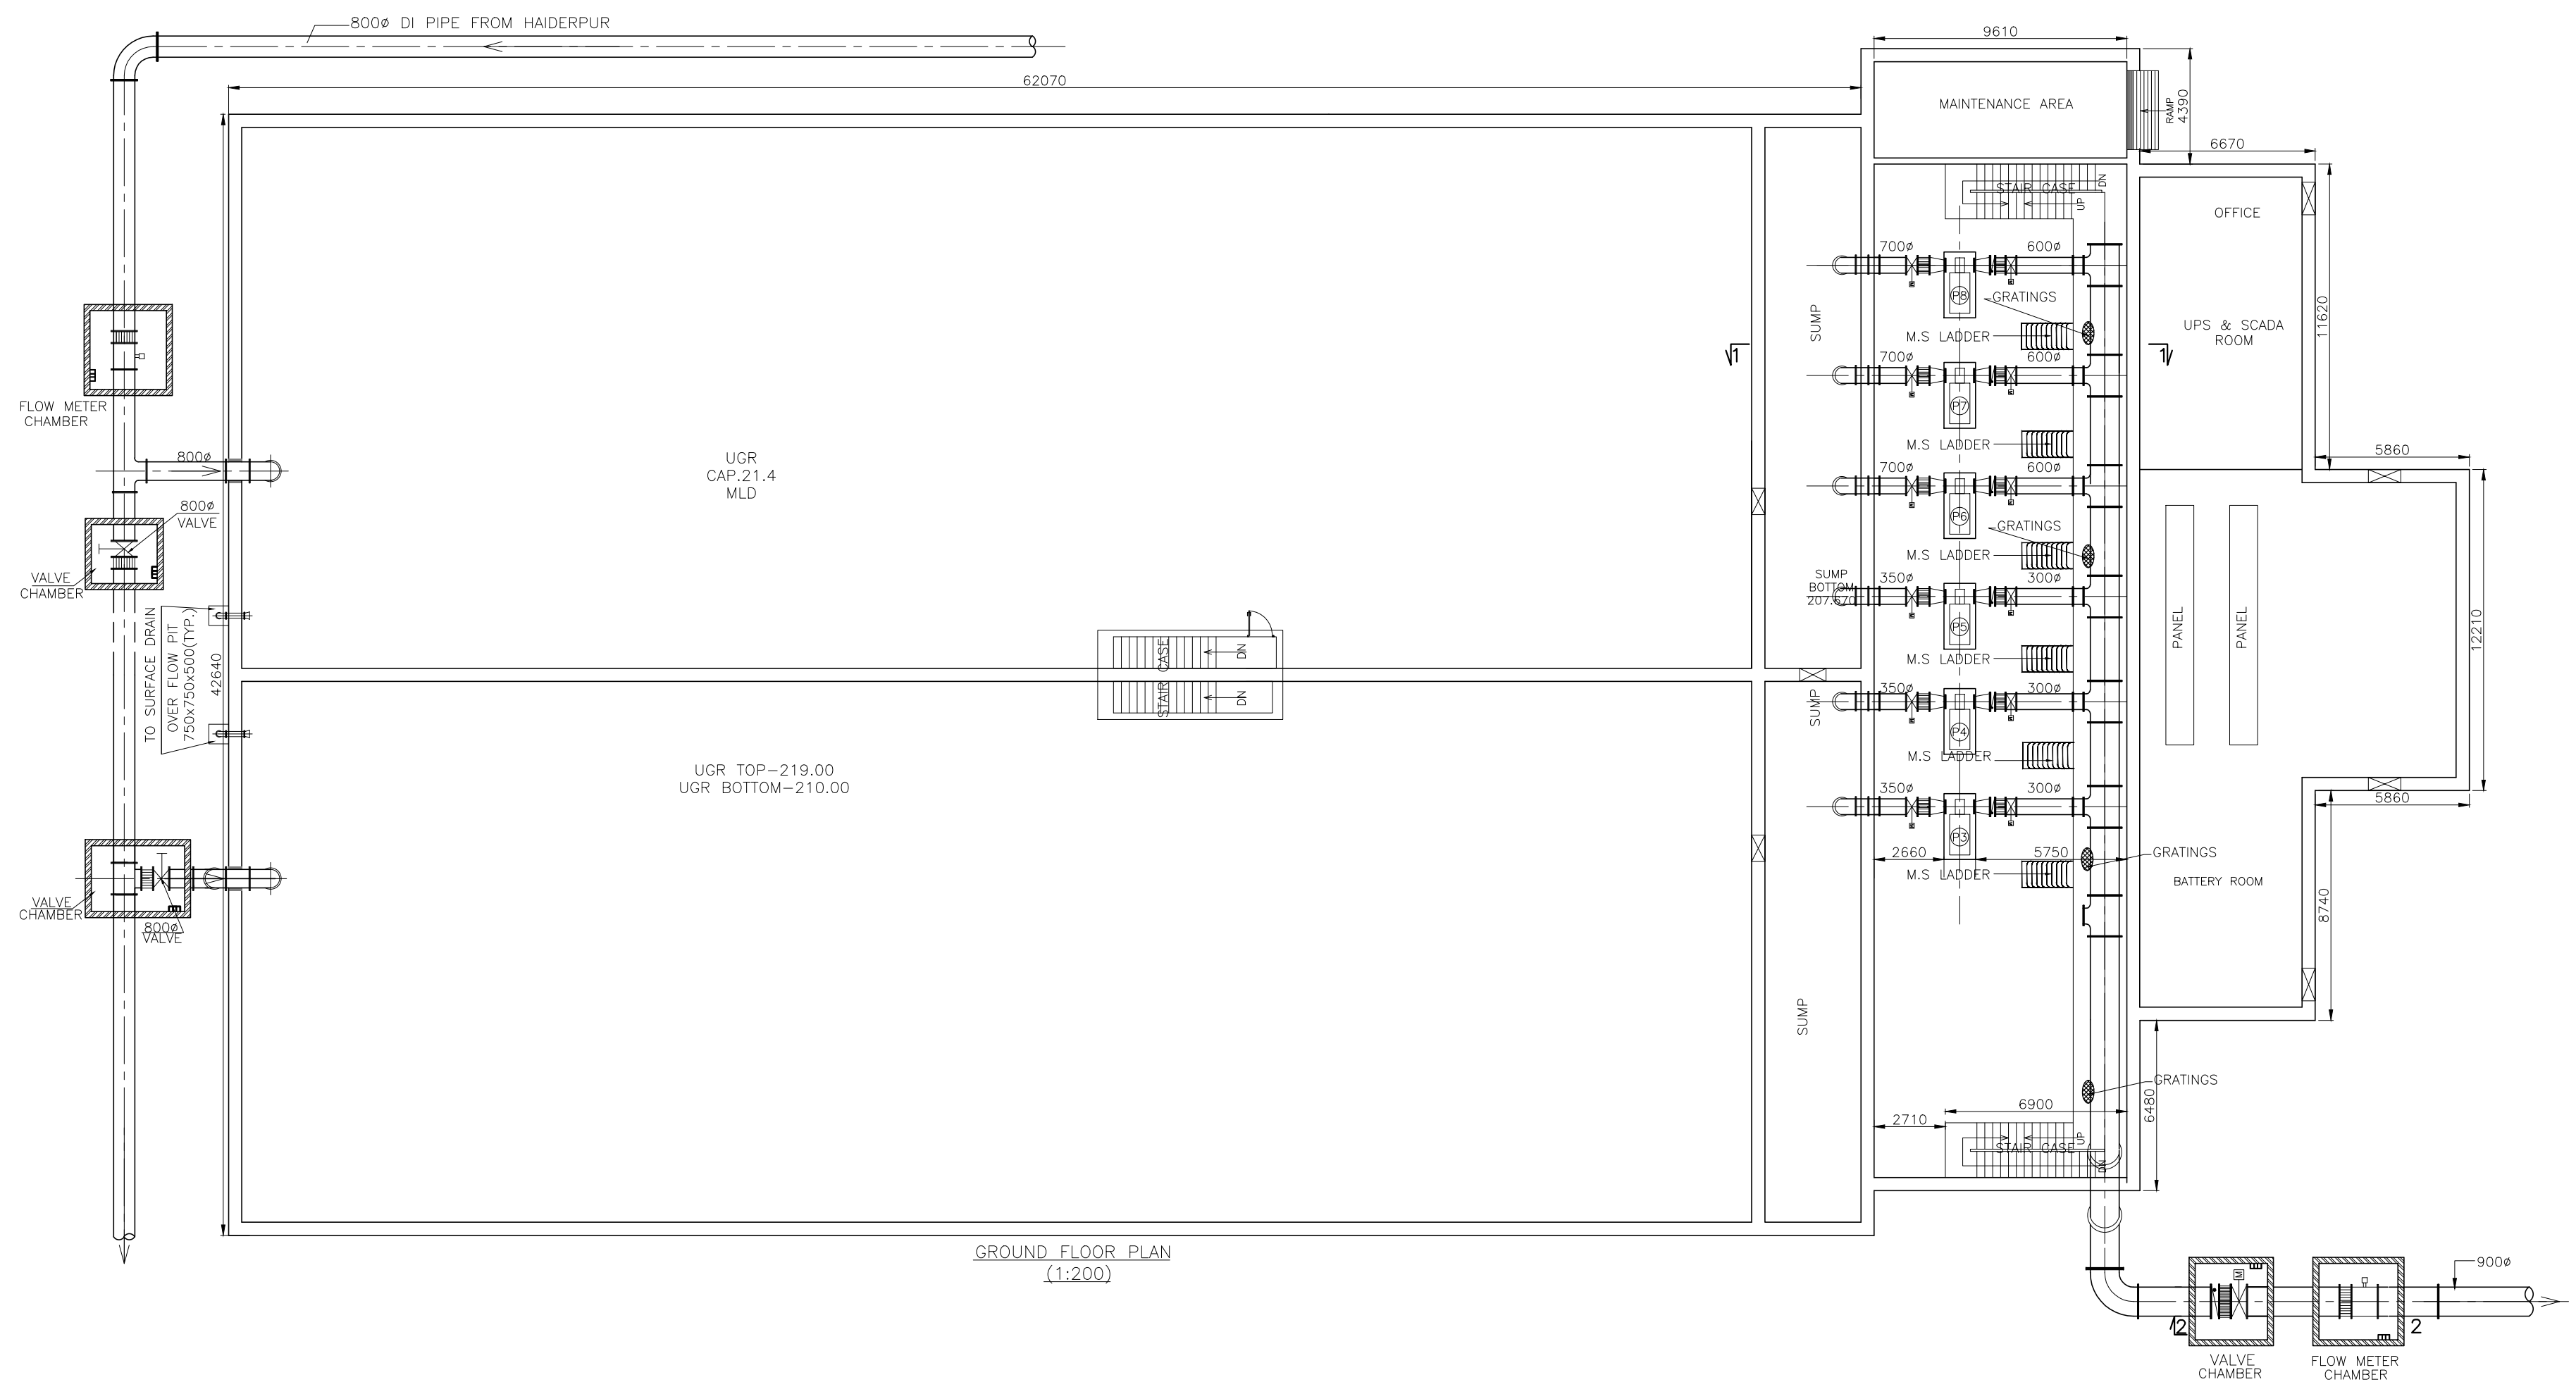 800ø DI PIPE FROM HAIDERPUR
62070
9610
MAINTENANCE AREA
RAMP
4390
6670
STAIR CASE
DN
UP
OFFICE
700ø
600ø
P8
GRATINGS
M.S LADDER
SUMP
1
1
11620
UPS & SCADA
ROOM
FLOW METER
CHAMBER
700ø
600ø
P7
M.S LADDER
800ø
UGR
CAP.21.4
MLD
700ø
600ø
P6
5860
800ø
VALVE
GRATINGS
M.S LADDER
VALVE
CHAMBER
SUMP
BOTTOM
207.670
350ø
300ø
P5
M.S LADDER
TO SURFACE DRAIN
OVER FLOW PIT
750x750x500(TYP.)
42640
STAIR CASE
DN
STAIR CASE
DN
PANEL
PANEL
12210
SUMP
350ø
300ø
P4
M.S LADDER
UGR TOP-219.00
UGR BOTTOM-210.00
350ø
300ø
P3
5860
2660
5750
M.S LADDER
GRATINGS
BATTERY ROOM
8740
VALVE
CHAMBER
800ø
VALVE
SUMP
GRATINGS
6900
2710
6480
UP
STAIR CASE
DN
GROUND FLOOR PLAN
(1:200)
900ø
M
2
2
VALVE
CHAMBER
FLOW METER
CHAMBER